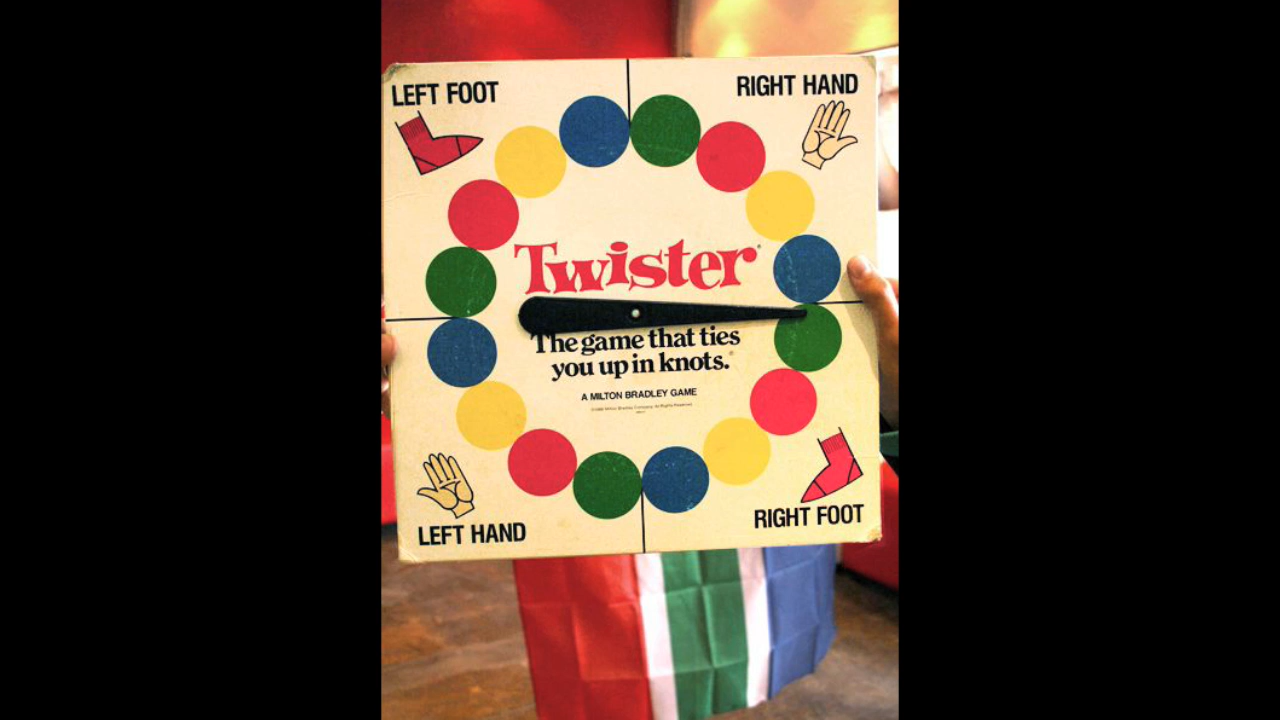 LEFT FOOT
RIGHT HAND
Twister®
The game that ties
you up in knots.®
A MILTON BRADLEY GAME
LEFT HAND
RIGHT FOOT